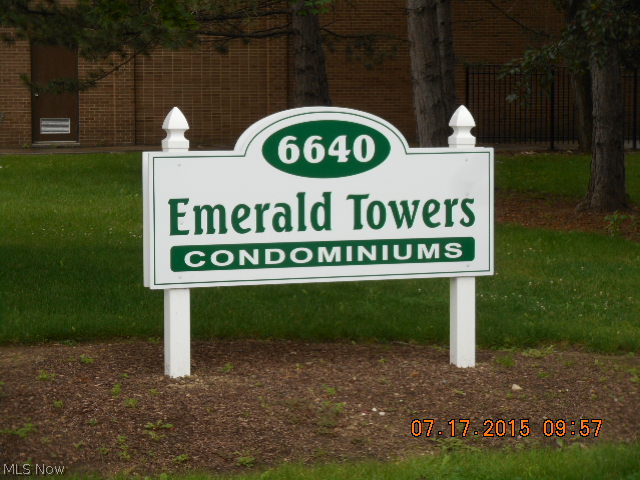 6640
Emerald Towers
CONDOMINIUMS
07.17.2015 09:57
MLS Now